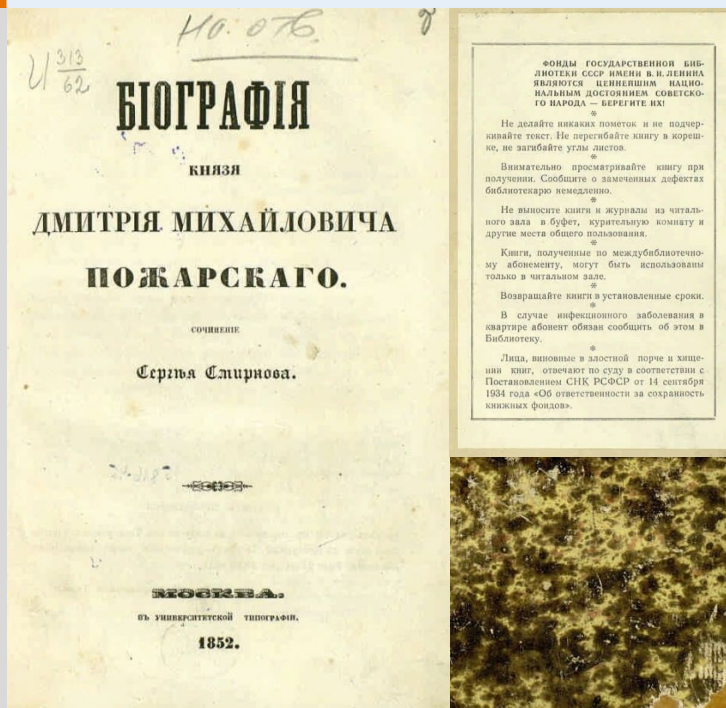 но. отб.
И 313
62
БІОГРАФІЯ
КНЯЗЯ
ДМИТРІЯ МИХАЙЛОВИЧА
ПОЖАРСКАГО.
СОЧИНЕНІЕ
Сергѣя Смирнова.
МОСКВА.
ВЪ УНИВЕРСИТЕТСКОЙ ТИПОГРАФІИ.
1852.
ФОНДЫ ГОСУДАРСТВЕННОЙ БИБ-
ЛИОТЕКИ СССР ИМЕНИ В. И. ЛЕНИНА
ЯВЛЯЮТСЯ ЦЕННЕЙШИМ НАЦИО-
НАЛЬНЫМ ДОСТОЯНИЕМ СОВЕТСКО-
ГО НАРОДА — БЕРЕГИТЕ ИХ!
Не делайте никаких пометок и не подчер-
кивайте текст. Не перегибайте книгу в кореш-
ке, не загибайте углы листов.
Внимательно просматривайте книгу при
получении. Сообщите о замеченных дефектах
библиотекарю немедленно.
Не выносите книги и журналы из читаль-
ного зала в буфет, курительную комнату и
другие места общего пользования.
Книги, полученные по междубиблиотечно-
му абонементу, могут быть использованы
только в читальном зале.
Возвращайте книги в установленные сроки.
В случае инфекционного заболевания в
квартире абонент обязан сообщить об этом в
Библиотеку.
Лица, виновные в злостной порче и хище-
нии книг, отвечают по суду в соответствии с
Постановлением СНК РСФСР от 14 сентября
1934 года «Об ответственности за сохранность
книжных фондов».